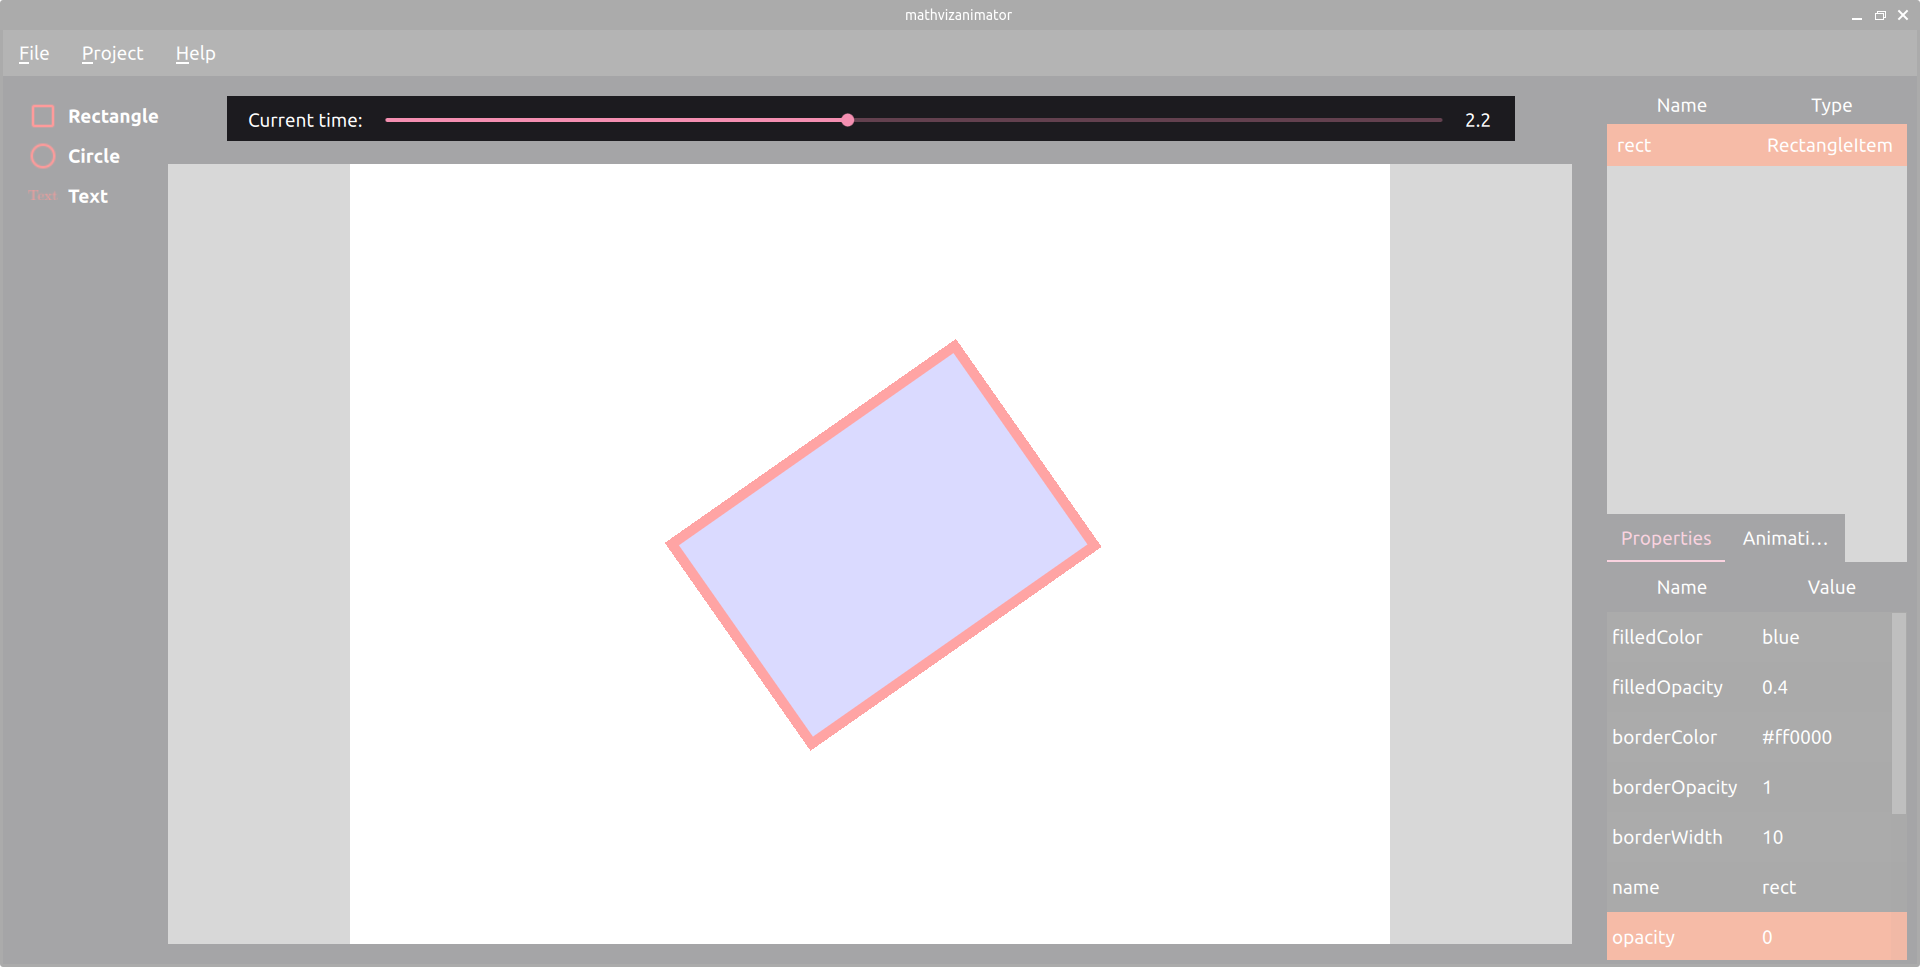 mathvizanimator
File Project Help
Rectangle
Circle
Text Text
Current time: 2.2
Name Type
rect RectangleItem
Properties Animati...
Name Value
filledColor blue
filledOpacity 0.4
borderColor #ff0000
borderOpacity 1
borderWidth 10
name rect
opacity 0